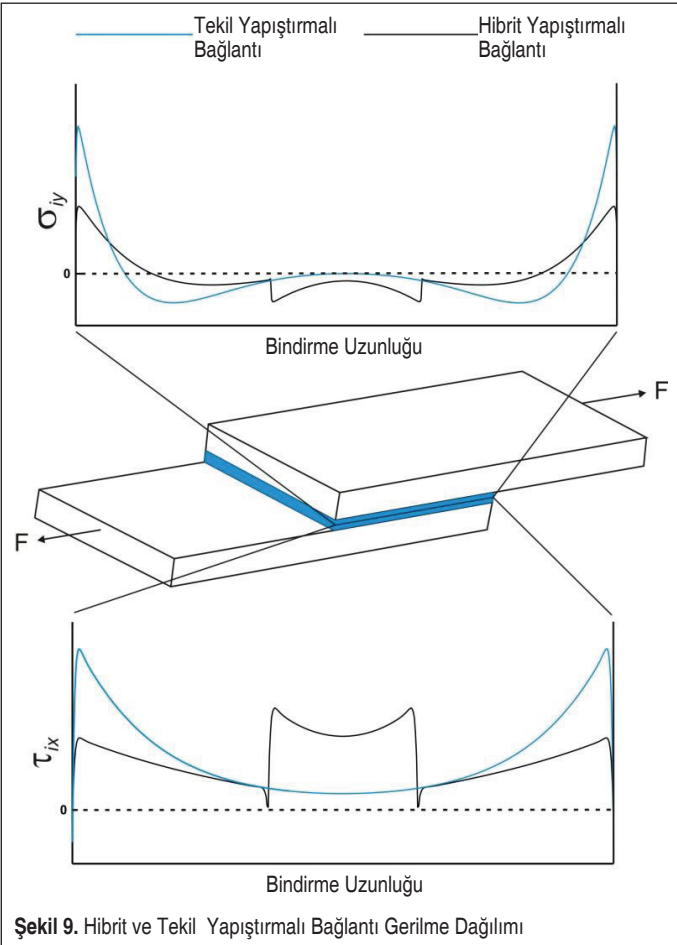 Tekil Yapıştırmalı Bağlantı
Hibrit Yapıştırmalı Bağlantı
σiy
0
Bindirme Uzunluğu
F
F
τix
0
Bindirme Uzunluğu
Şekil 9. Hibrit ve Tekil Yapıştırmalı Bağlantı Gerilme Dağılımı